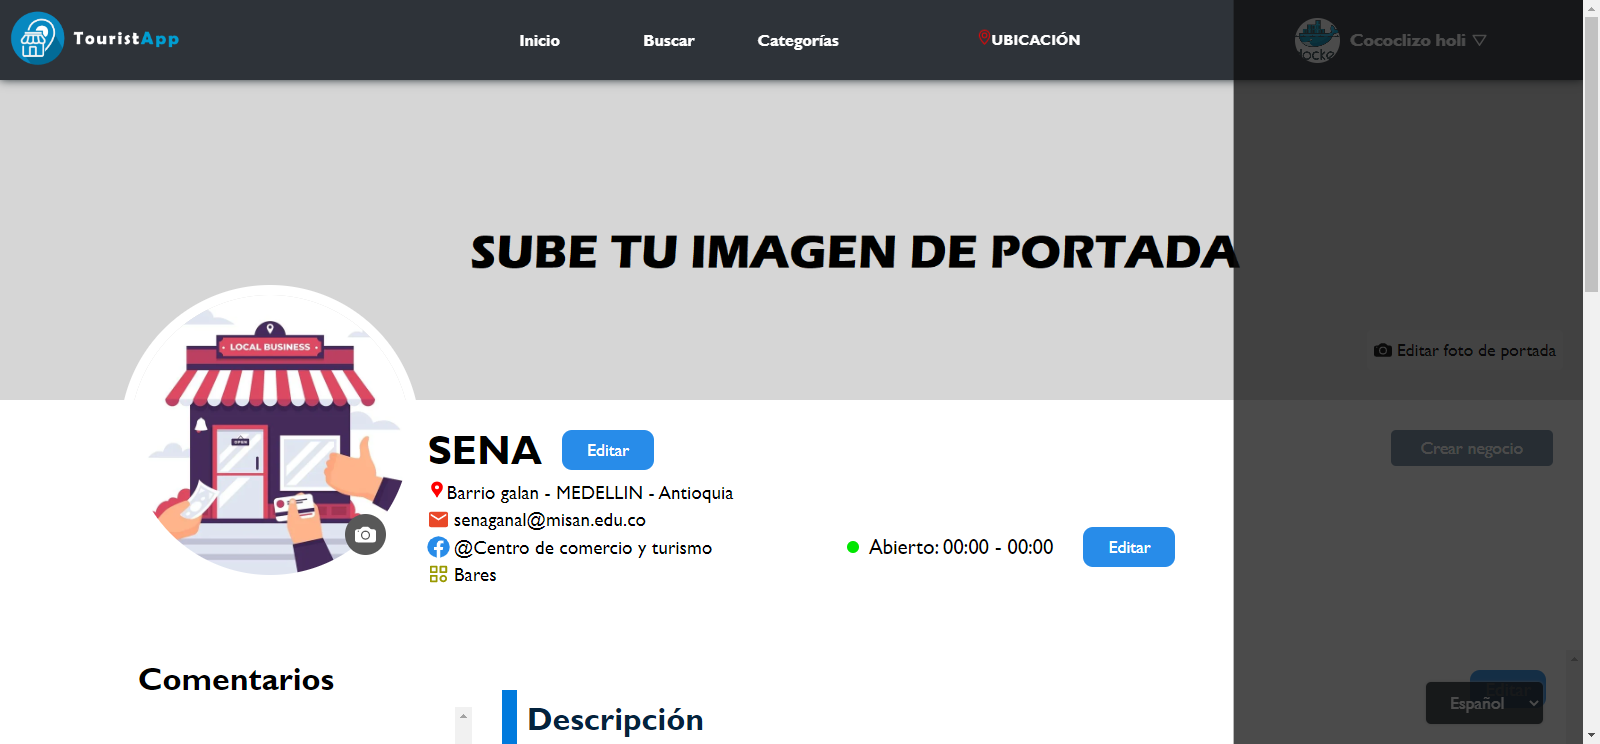 TouristApp
Inicio
Buscar
Categorías
UBICACIÓN
Cococlizo holi
SUBE TU IMAGEN DE PORTADA
LOCAL BUSINESS
OPEN
Editar foto de portada
SENA
Editar
Crear negocio
Barrio galan - MEDELLIN - Antioquia
senaganal@misan.edu.co
@Centro de comercio y turismo
Abierto: 00:00 - 00:00
Editar
Bares
Comentarios
Editar
Español
Descripción